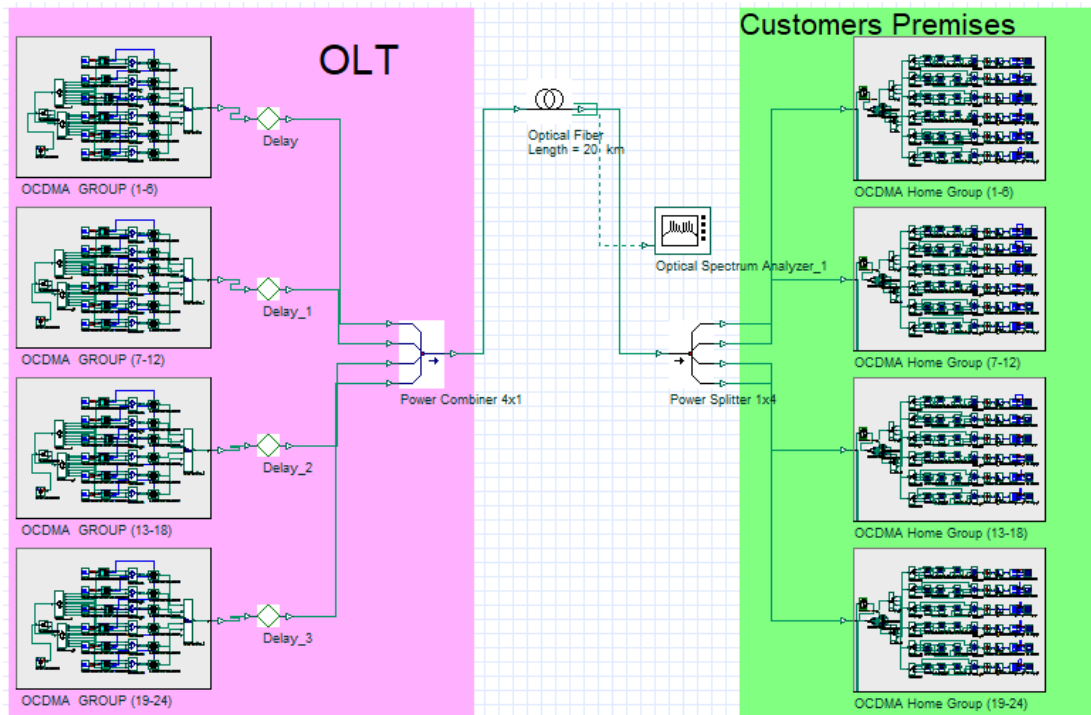 OLT
Customers Premises
OCDMA GROUP (1-6)
Delay
Optical Fiber
Length = 20 km
OCDMA Home Group (1-6)
OCDMA GROUP (7-12)
Delay_1
Optical Spectrum Analyzer_1
OCDMA Home Group (7-12)
Power Combiner 4x1
Power Splitter 1x4
OCDMA GROUP (13-18)
Delay_2
OCDMA Home Group (13-18)
OCDMA GROUP (19-24)
Delay_3
OCDMA Home Group (19-24)